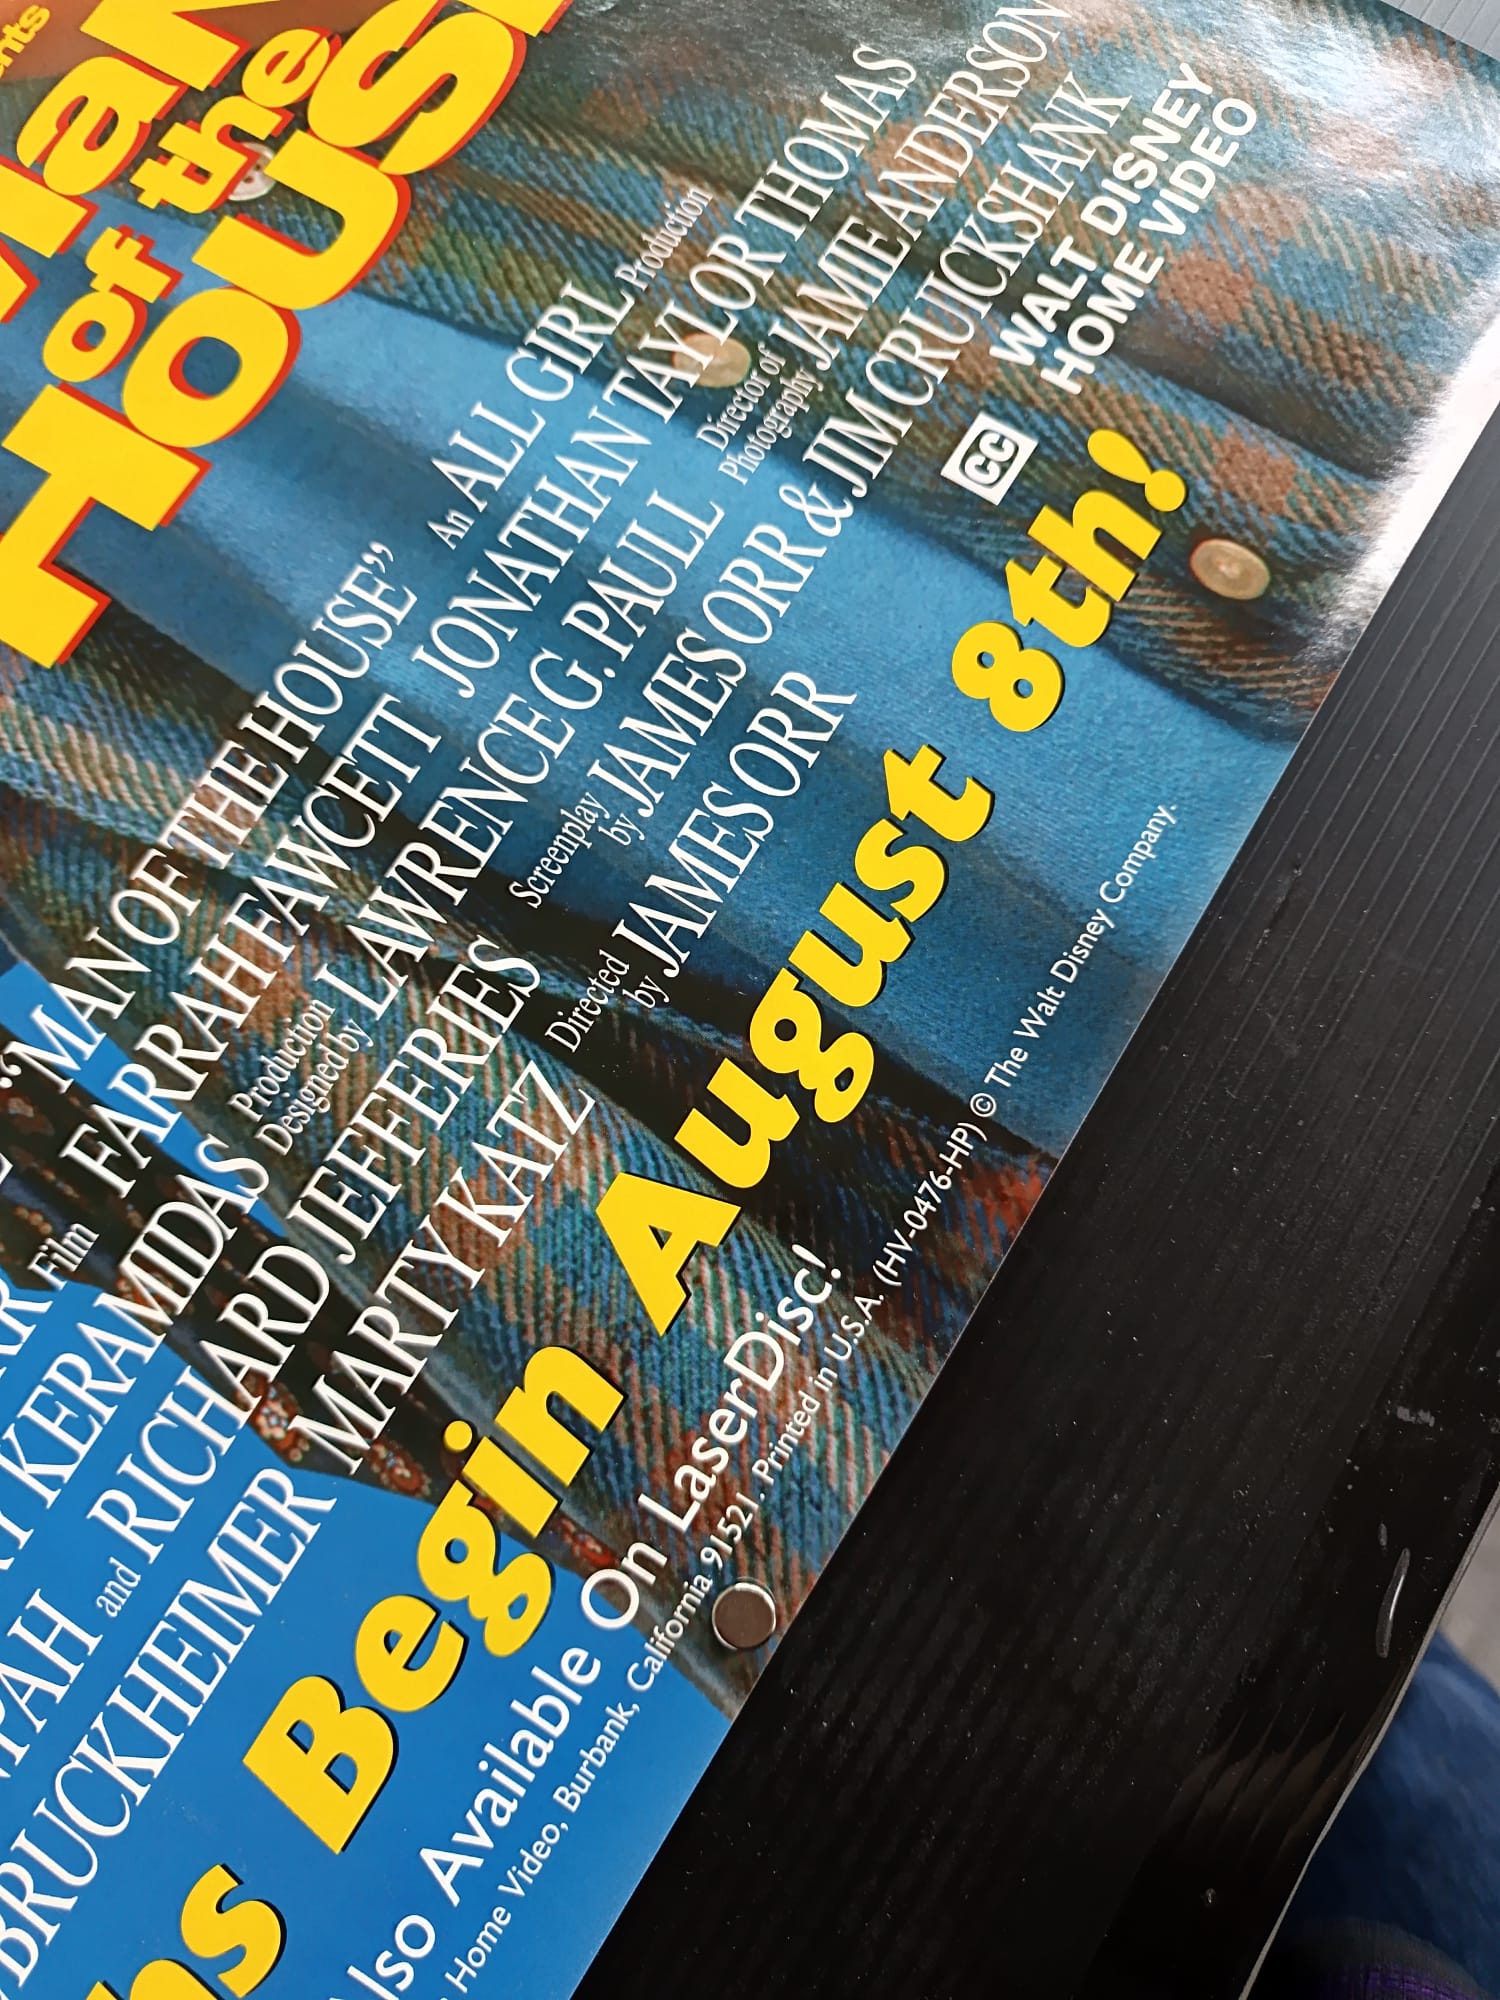 Man
of the
House
"MAN OF THE HOUSE" An ALL GIRL Production
Film FARRAH FAWCETT JONATHAN TAYLOR THOMAS
KERAMIDAS Production Designed by LAWRENCE G. PAULL Director of Photography JAMIE ANDERSON
and RICHARD JEFFERIES Screenplay by JAMES ORR & JIM CRUICKSHANK
BRUCKHEIMER MARTY KATZ Directed by JAMES ORR
WALT DISNEY
HOME VIDEO
CC
Begin August 8th!
Also Available On LaserDisc!
Home Video, Burbank, California 91521. Printed in U.S.A. (HV-0476-HP) © The Walt Disney Company.